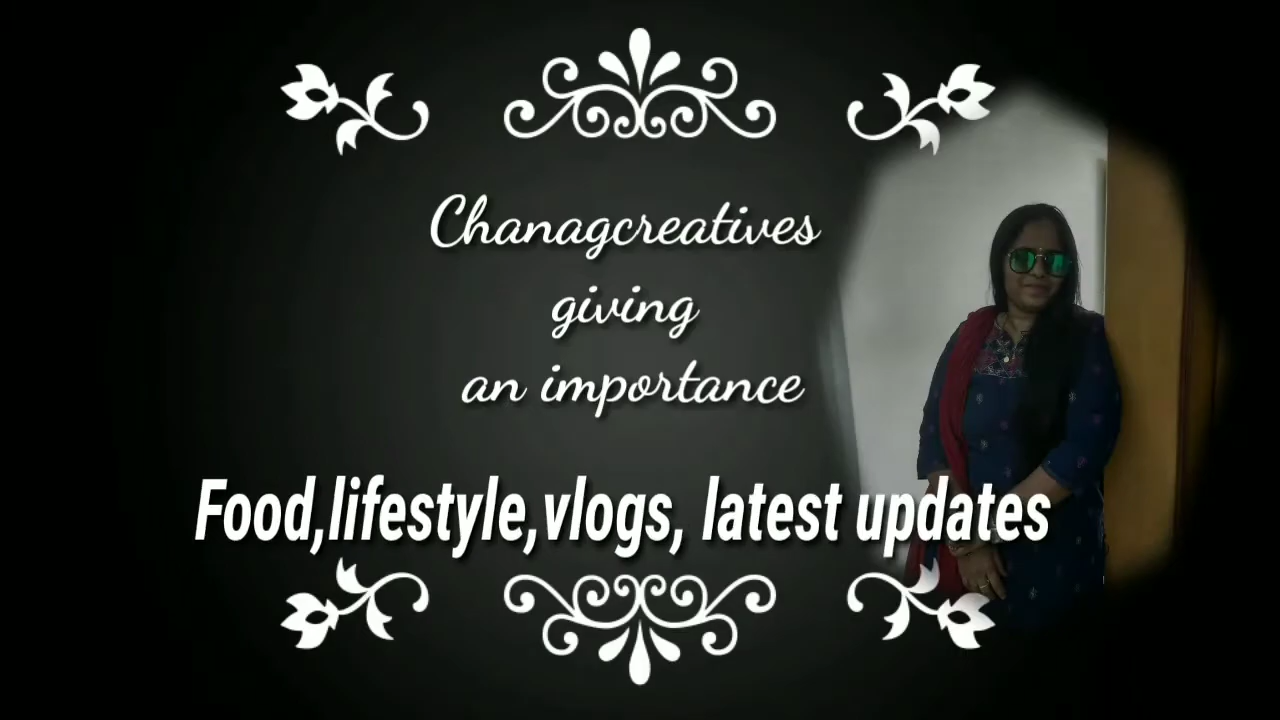 Chanagcreatives
giving
an importance
Food,lifestyle,vlogs, latest updates